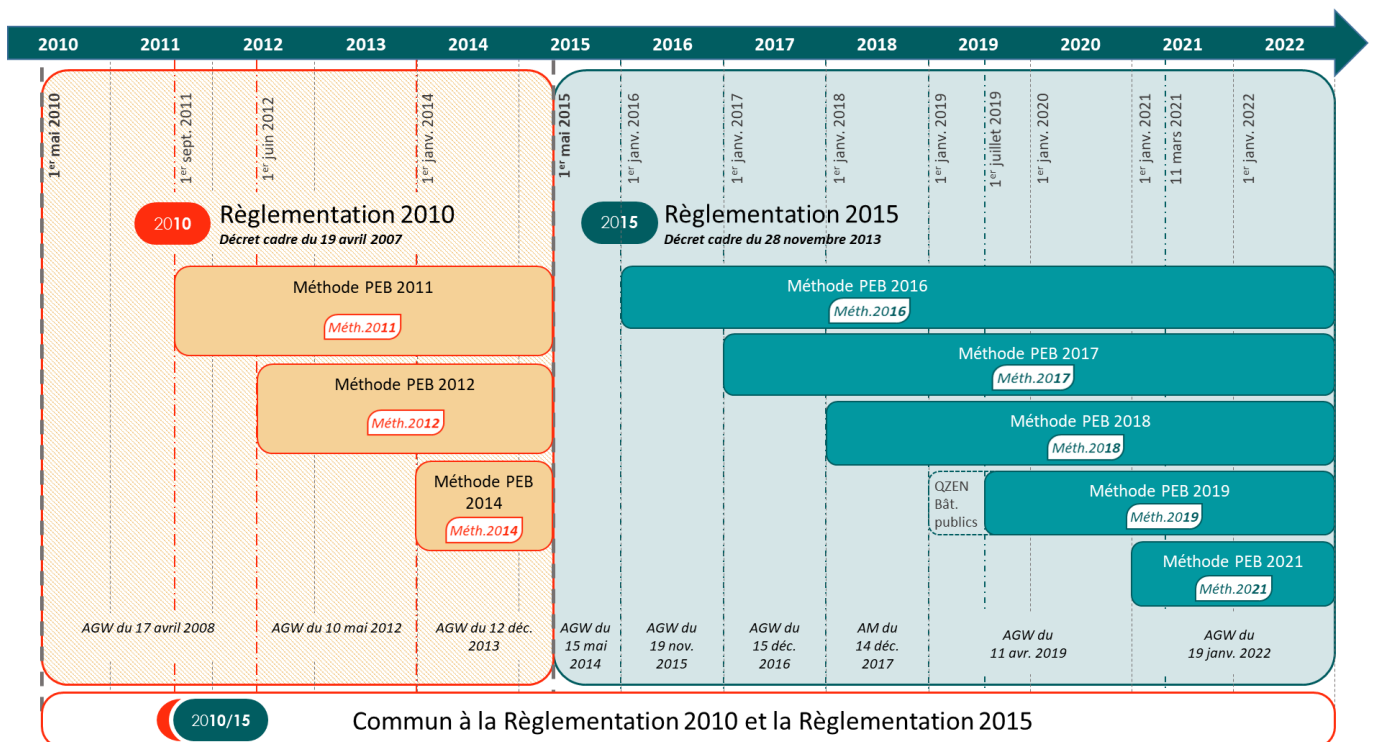 2010 2011 2012 2013 2014 2015 2016 2017 2018 2019 2020 2021 2022
1er mai 2010
1er sept. 2011
1er juin 2012
1er janv. 2014
1er mai 2015
1er janv. 2016
1er janv. 2017
1er janv. 2018
1er janv. 2019
1er juillet 2019
1er janv. 2020
1er janv. 2021
11 mars 2021
1er janv. 2022
2010
Règlementation 2010
Décret cadre du 19 avril 2007
Méthode PEB 2011
Méth.2011
Méthode PEB 2012
Méth.2012
Méthode PEB
2014
Méth.2014
AGW du 17 avril 2008
AGW du 10 mai 2012
AGW du 12 déc.
2013
2015
Règlementation 2015
Décret cadre du 28 novembre 2013
Méthode PEB 2016
Méth.2016
Méthode PEB 2017
Méth.2017
Méthode PEB 2018
Méth.2018
QZEN
Bât.
publics
Méthode PEB 2019
Méth.2019
Méthode PEB 2021
Méth.2021
AGW du
15 mai
2014
AGW du
19 nov.
2015
AGW du
15 déc.
2016
AM du
14 déc.
2017
AGW du
11 avr. 2019
AGW du
19 janv. 2022
2010/15
Commun à la Règlementation 2010 et la Règlementation 2015